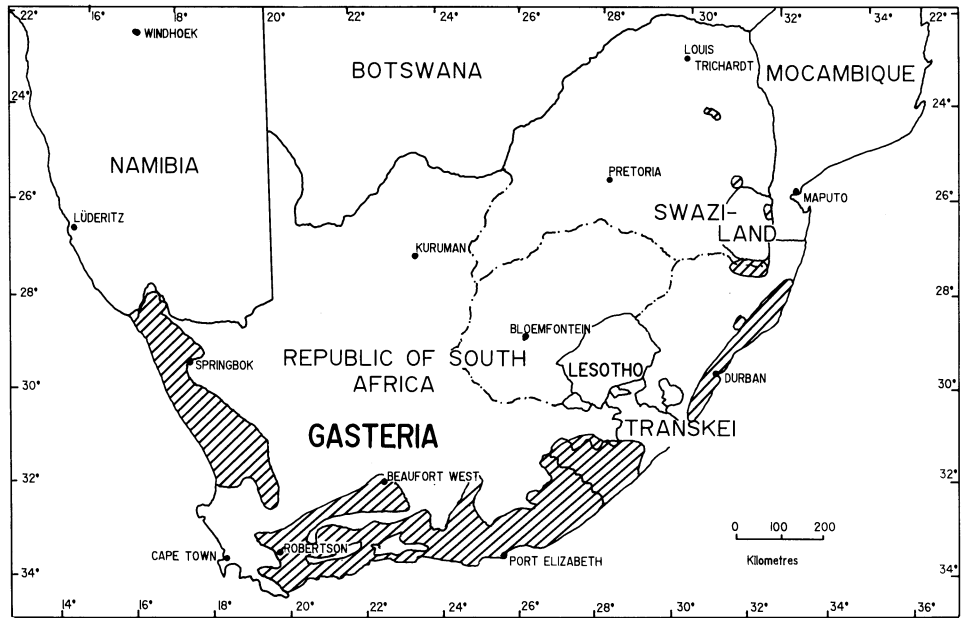 22° 16° 18° 20° 22° 24° 26° 28° 30° 32° 34° 22°
WINDHOEK
LOUIS
TRICHARDT
BOTSWANA
MOCAMBIQUE
24°
24°
NAMIBIA
PRETORIA
26°
MAPUTO
26°
SWAZI-
LAND
LÜDERITZ
KURUMAN
28°
28°
BLOEMFONTEIN
REPUBLIC OF SOUTH
AFRICA
SPRINGBOK
LESOTHO
DURBAN
30°
30°
GASTERIA
TRANSKEI
32°
BEAUFORT WEST
32°
0 100 200
Kilometres
CAPE TOWN
ROBERTSON
PORT ELIZABETH
34°
34°
14° 16° 18° 20° 22° 24° 26° 28° 30° 32° 34° 36°